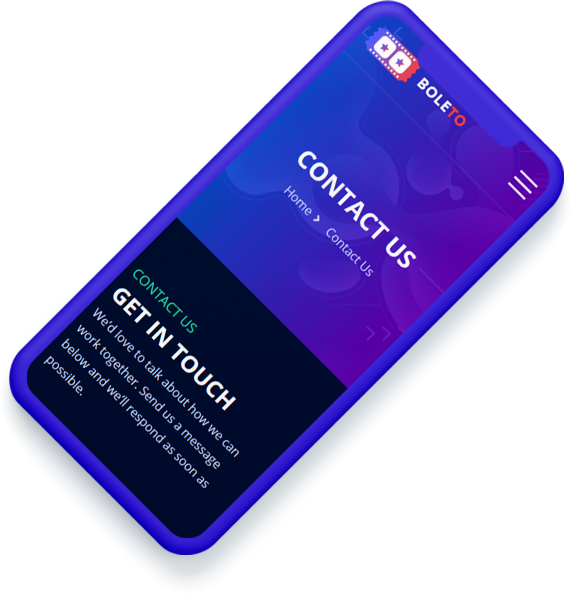 BOLETO
CONTACT US
Home > Contact Us
CONTACT US
GET IN TOUCH
We'd love to talk about how we can
work together. Send us a message
below and we'll respond as soon as
possible.